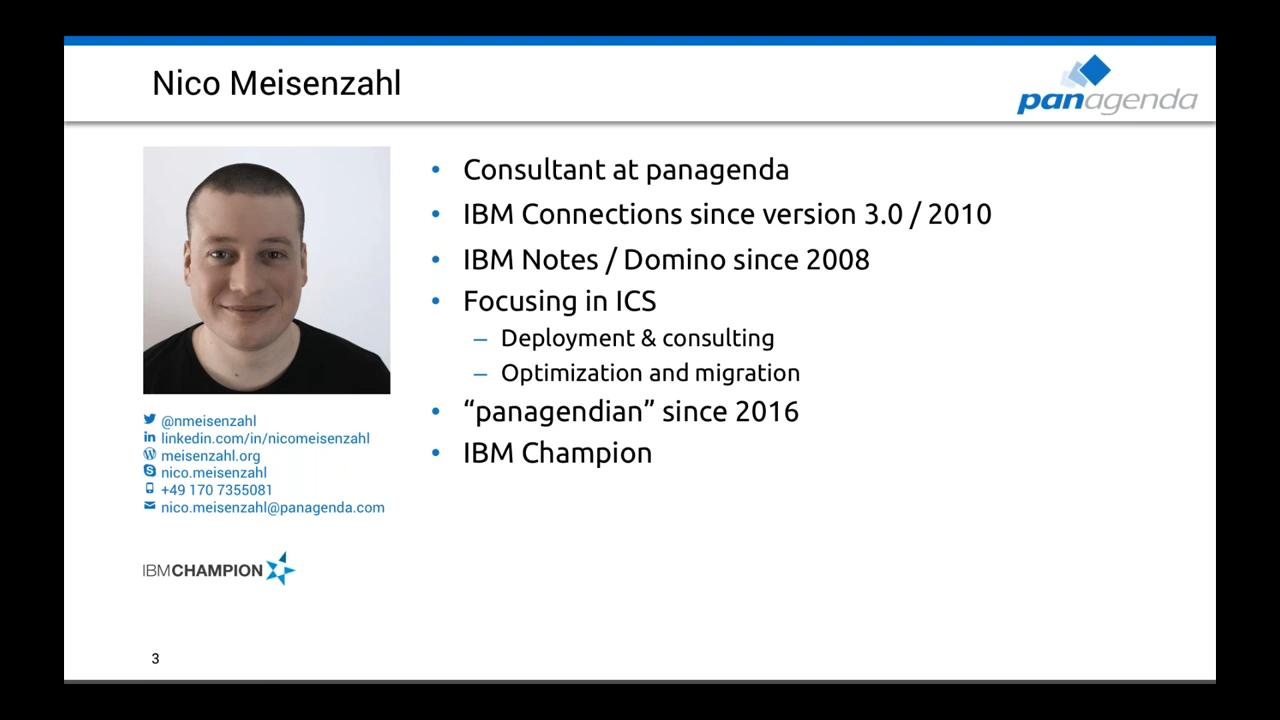 Nico Meisenzahl
panagenda
• Consultant at panagenda
• IBM Connections since version 3.0 / 2010
• IBM Notes / Domino since 2008
• Focusing in ICS
– Deployment & consulting
– Optimization and migration
• “panagendian” since 2016
• IBM Champion
@nmeisenzahl
linkedin.com/in/nicomeisenzahl
meisenzahl.org
nico.meisenzahl
+49 170 7355081
nico.meisenzahl@panagenda.com
IBMCHAMPION
3